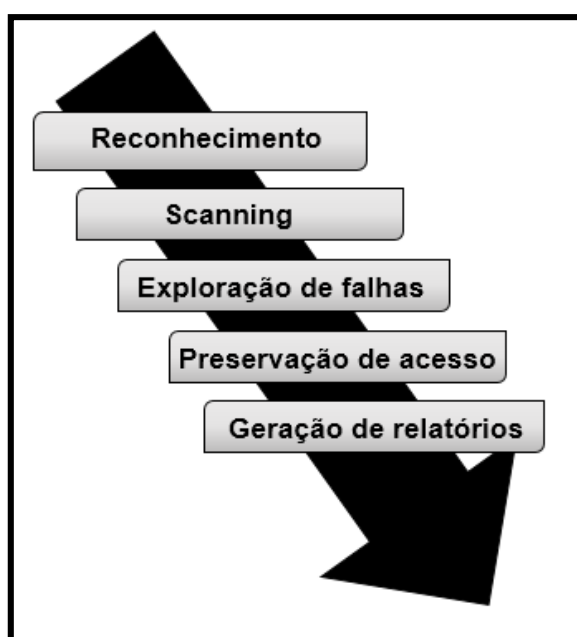 Reconhecimento
Scanning
Exploração de falhas
Preservação de acesso
Geração de relatórios